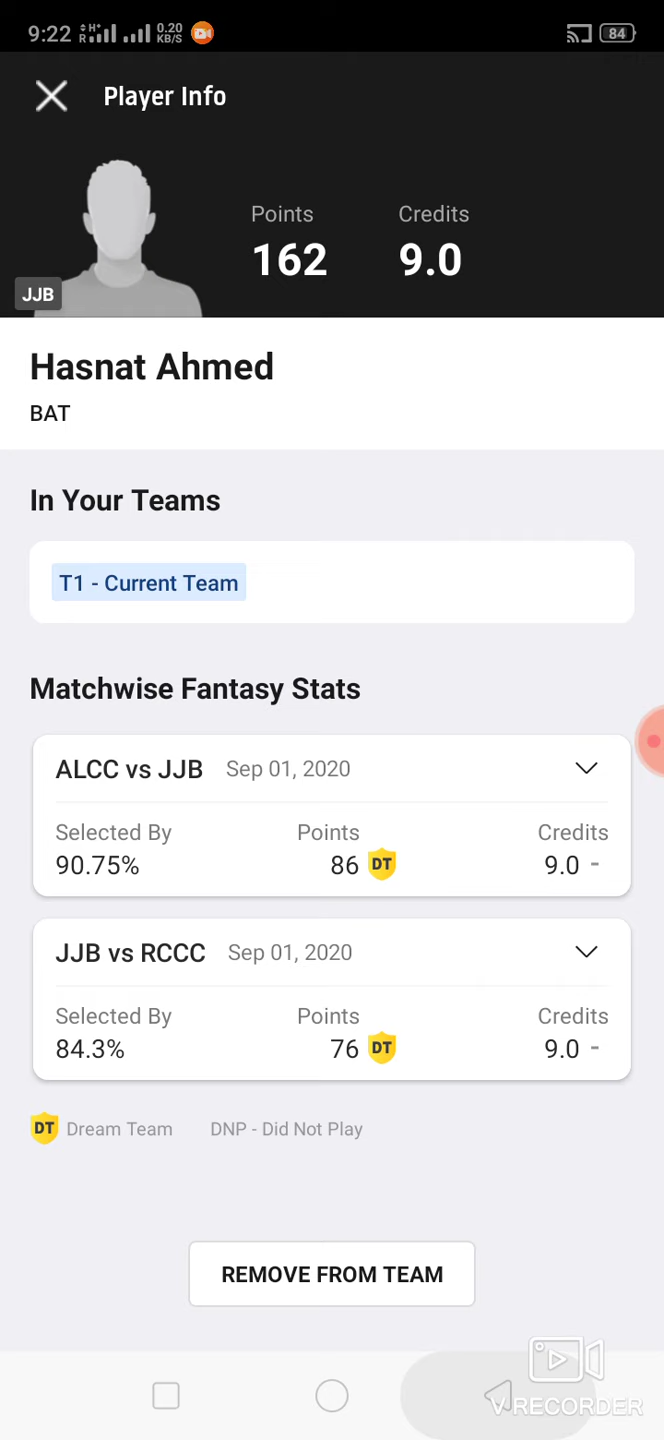 9:22 R H+ 0.20 KB/S 84
Player Info
Points Credits
162 9.0
JJB
Hasnat Ahmed
BAT
In Your Teams
T1 - Current Team
Matchwise Fantasy Stats
ALCC vs JJB Sep 01, 2020
Selected By Points Credits
90.75% 86 DT 9.0 -
JJB vs RCCC Sep 01, 2020
Selected By Points Credits
84.3% 76 DT 9.0 -
DT Dream Team DNP - Did Not Play
REMOVE FROM TEAM
V RECORDER